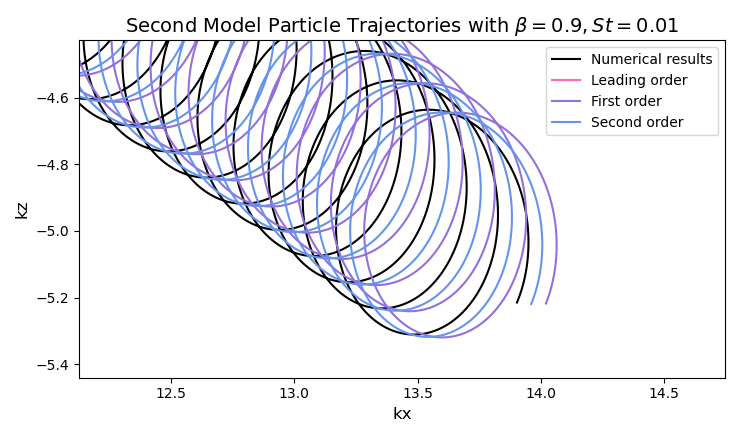 Second Model Particle Trajectories with β = 0.9, St = 0.01
Numerical results
Leading order
First order
Second order
kz
−4.6
−4.8
−5.0
−5.2
−5.4
12.5 13.0 13.5 14.0 14.5
kx